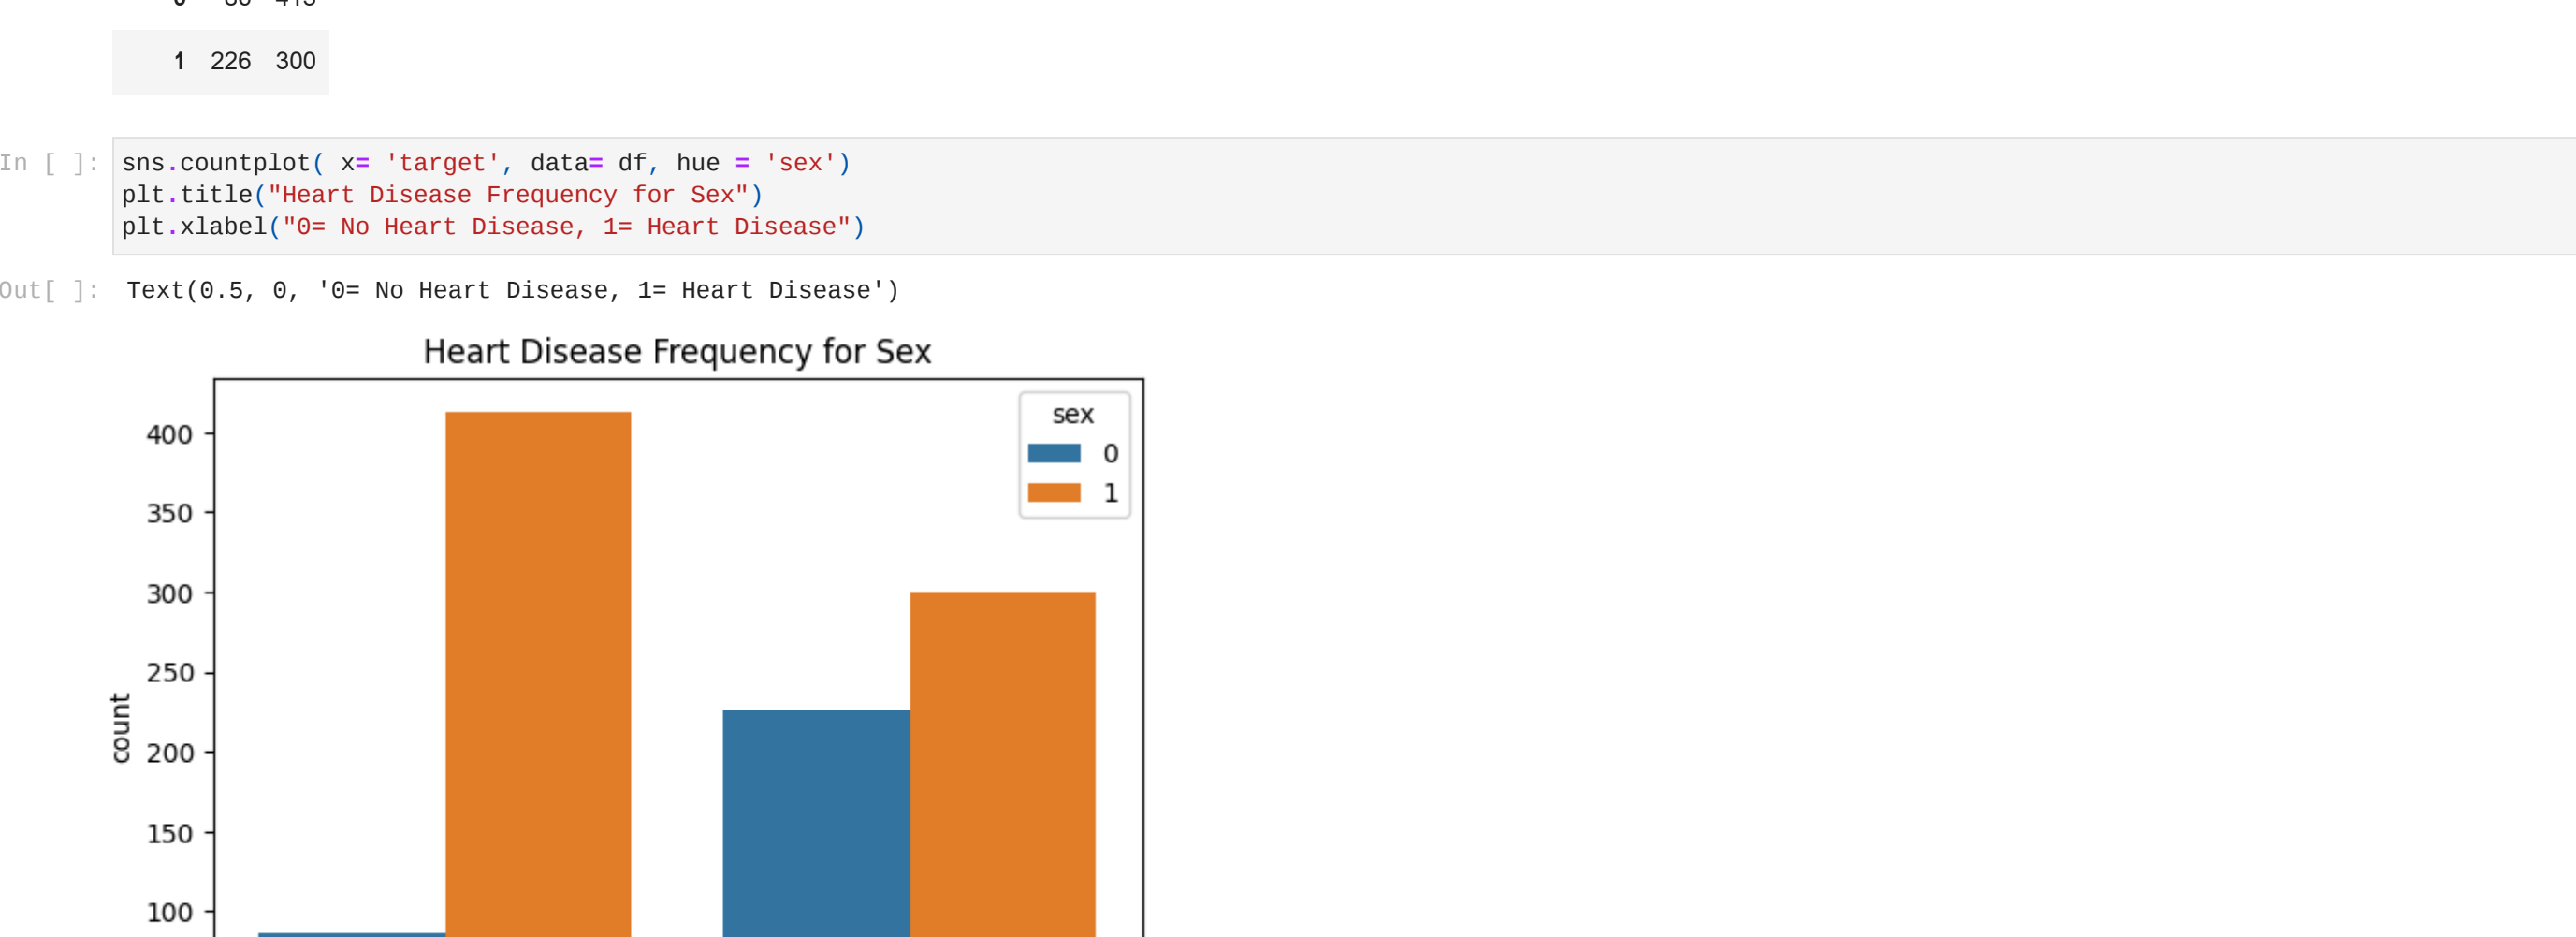 1 226 300
In [ ]: sns.countplot( x= 'target', data= df, hue = 'sex')
plt.title("Heart Disease Frequency for Sex")
plt.xlabel("0= No Heart Disease, 1= Heart Disease")
Out[ ]: Text(0.5, 0, '0= No Heart Disease, 1= Heart Disease')
Heart Disease Frequency for Sex
sex
0
1
400
350
300
250
200
150
100
count